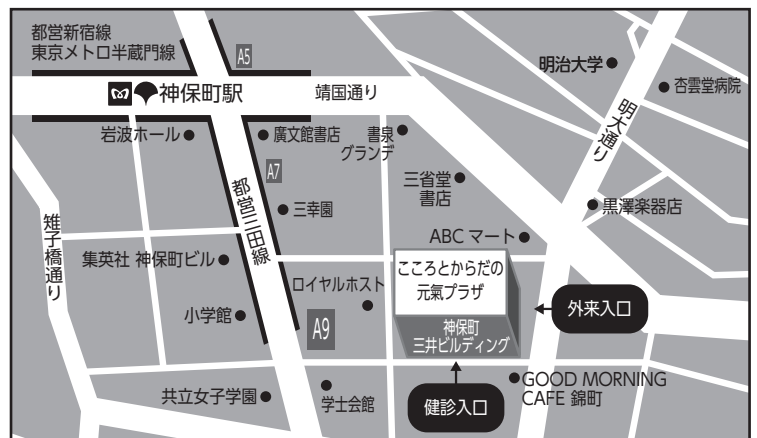 都営新宿線
東京メトロ半蔵門線
A5
神保町駅
靖国通り
明治大学
杏雲堂病院
明大通り
岩波ホール
廣文館書店
書泉
グランデ
A7
三省堂
書店
都営三田線
三幸園
黒澤楽器店
雉子橋通り
ABC マート
集英社 神保町ビル
こころとからだの
元氣プラザ
ロイヤルホスト
小学館
A9
神保町
三井ビルディング
外来入口
共立女子学園
学士会館
健診入口
GOOD MORNING
CAFE 錦町